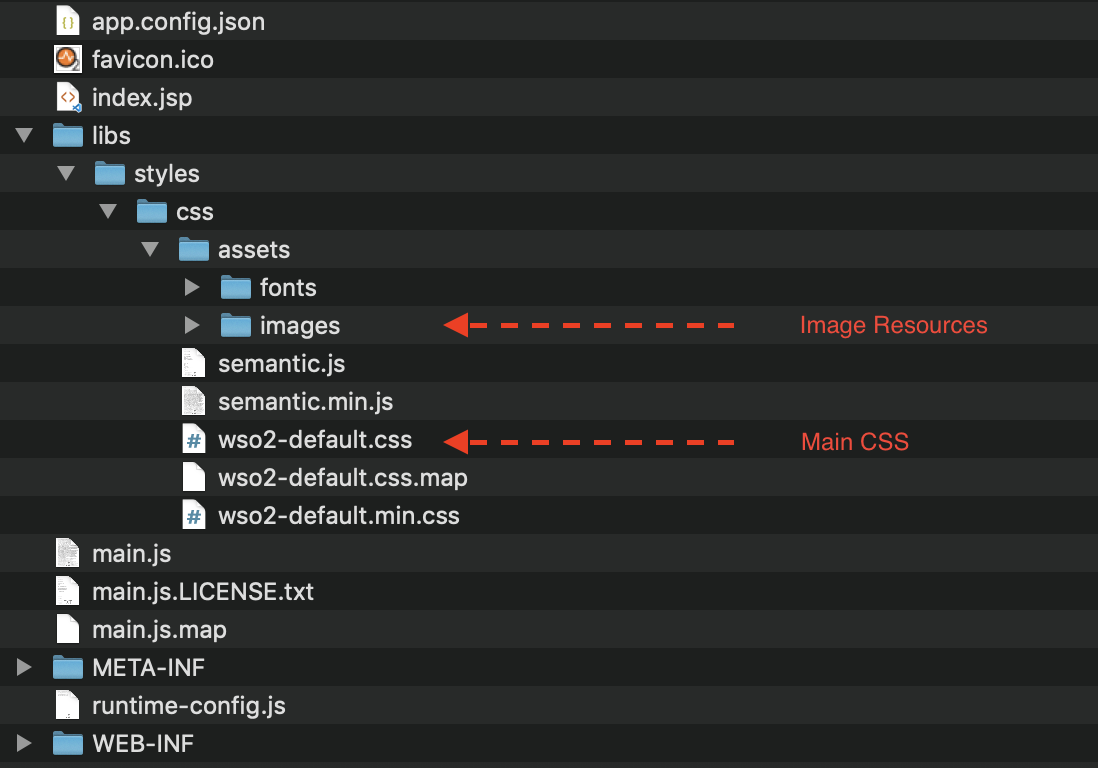 app.config.json
favicon.ico
index.jsp
libs
styles
css
assets
fonts
images Image Resources
semantic.js
semantic.min.js
wso2-default.css Main CSS
wso2-default.css.map
wso2-default.min.css
main.js
main.js.LICENSE.txt
main.js.map
META-INF
runtime-config.js
WEB-INF